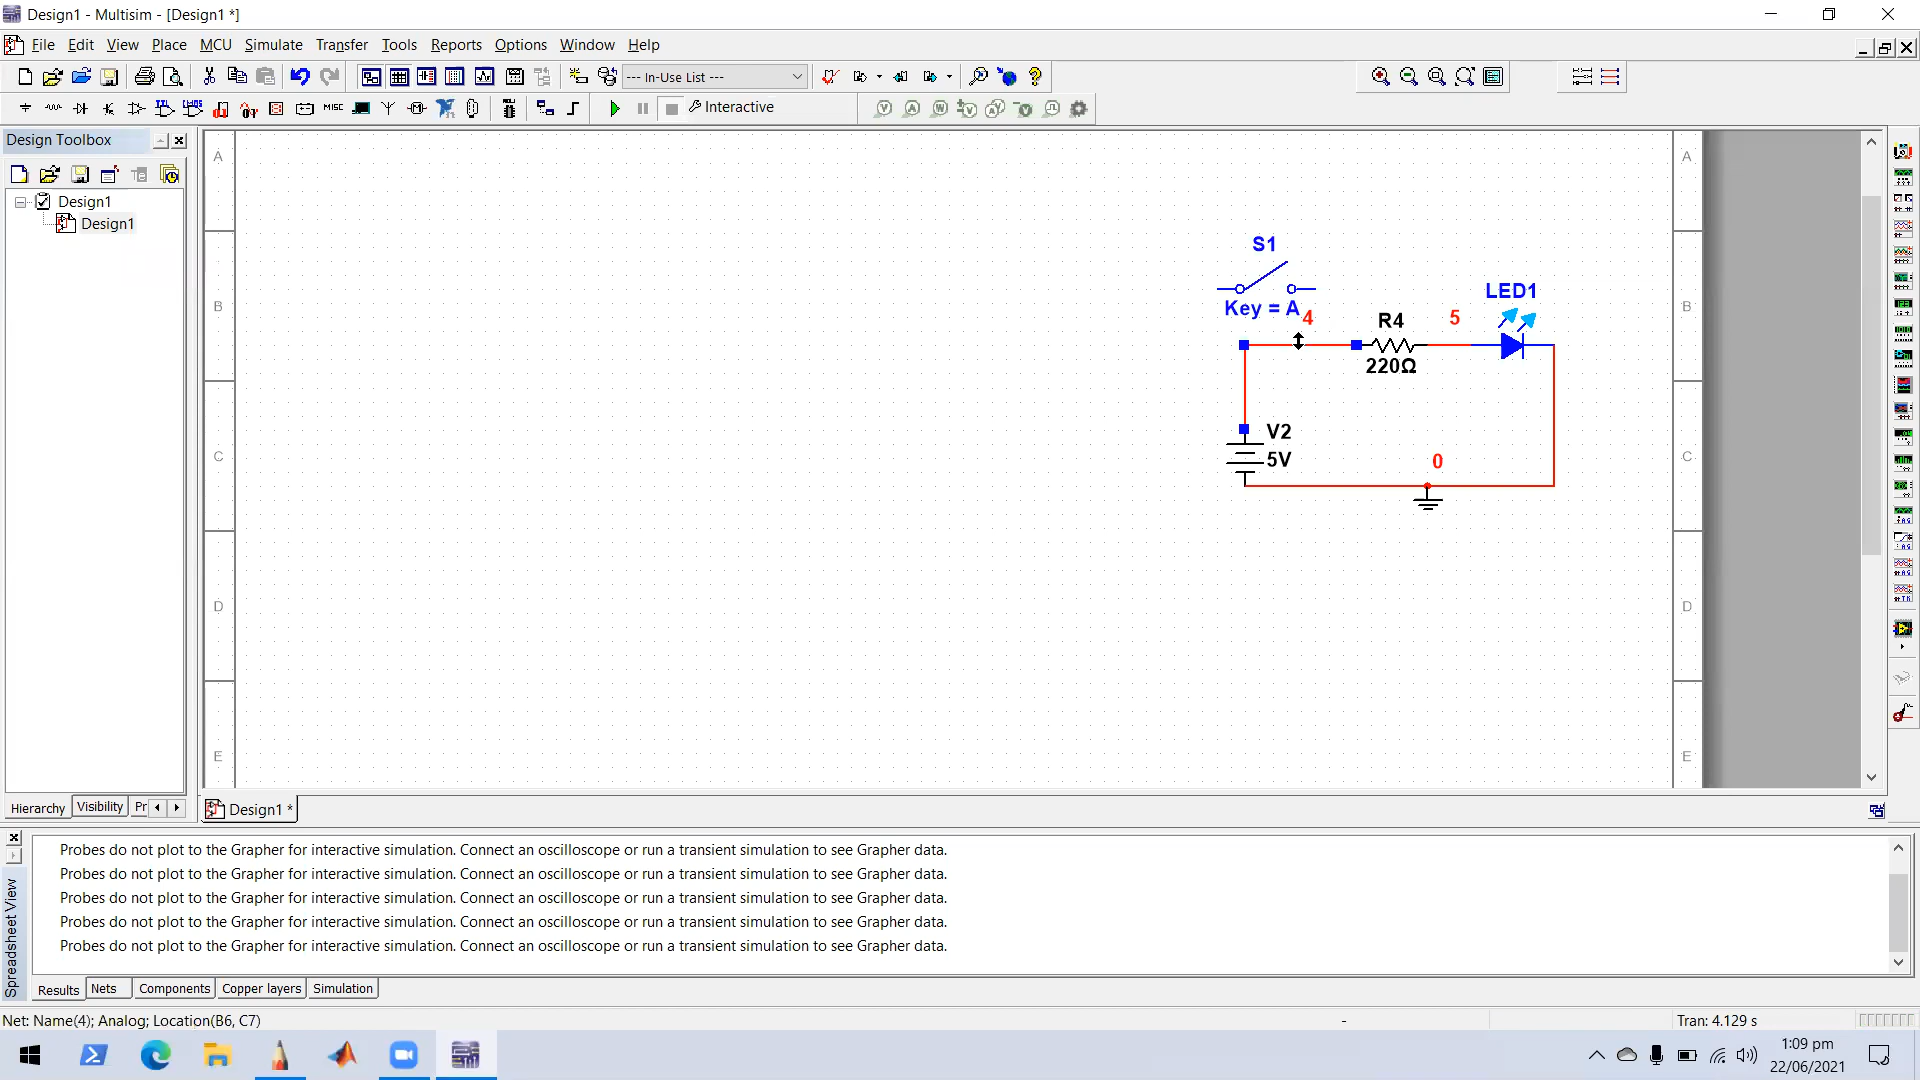 Design1 - Multisim - [Design1 *]
File Edit View Place MCU Simulate Transfer Tools Reports Options Window Help
--- In-Use List ---
MISC
Interactive
Design Toolbox
Design1
Design1
A
B
C
D
E
A
B
C
D
E
S1
Key = A
4
R4
220Ω
5
LED1
V2
5V
0
Hierarchy Visibility Pr
Design1 *
Probes do not plot to the Grapher for interactive simulation. Connect an oscilloscope or run a transient simulation to see Grapher data.
Probes do not plot to the Grapher for interactive simulation. Connect an oscilloscope or run a transient simulation to see Grapher data.
Probes do not plot to the Grapher for interactive simulation. Connect an oscilloscope or run a transient simulation to see Grapher data.
Probes do not plot to the Grapher for interactive simulation. Connect an oscilloscope or run a transient simulation to see Grapher data.
Probes do not plot to the Grapher for interactive simulation. Connect an oscilloscope or run a transient simulation to see Grapher data.
Spreadsheet View
Results Nets Components Copper layers Simulation
Net: Name(4); Analog; Location(B6, C7)
-
Tran: 4.129 s
1:09 pm
22/06/2021